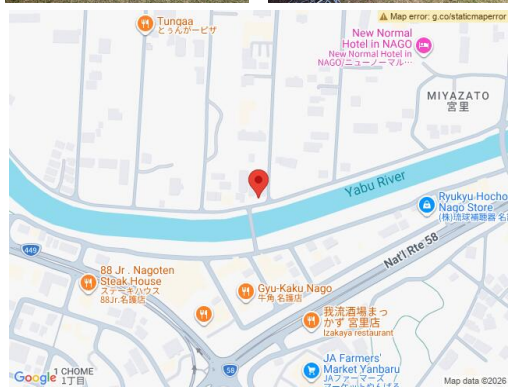 Map error: g.co/staticmaperror
Tunqaa
とぅんがーピザ
New Normal
Hotel in NAGO
New Normal Hotel in
NAGO/ニューノーマル…
MIYAZATO
宮里
Yabu River
Ryukyu Hocho
Nago Store
(株)琉球補聴器 名
449
Nat'l Rte 58
88 Jr . Nagoten
Steak House
ステーキハウス
88Jr.名護店
Gyu-Kaku Nago
牛角 名護店
我流酒場まっ
かず 宮里店
Izakaya restaurant
58
JA Farmers'
Market Yanbaru
JAファーマーズ
Google
1 CHOME
1丁目
Map data ©2026